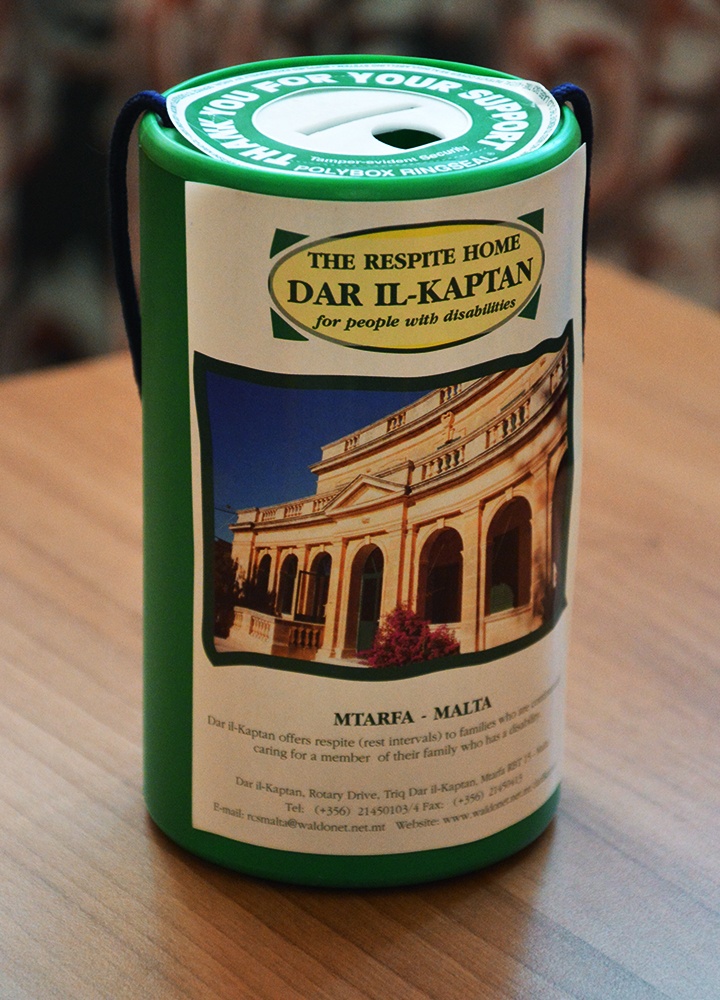 THANK YOU FOR YOUR SUPPORT
Tamper-evident Security
POLYBOX RINGSEAL
THE RESPITE HOME
DAR IL-KAPTAN
for people with disabilities
MTARFA - MALTA
Dar il-Kaptan offers respite (rest intervals) to families who are
caring for a member of their family who has a disability.
Dar il-Kaptan, Rotary Drive, Triq Dar il-Kaptan, Mtarfa RBT 15
Tel: (+356) 21450103/4 Fax: (+356) 21450413
E-mail: rcsmalta@waldonet.net.mt Website: www.waldonet.net.mt